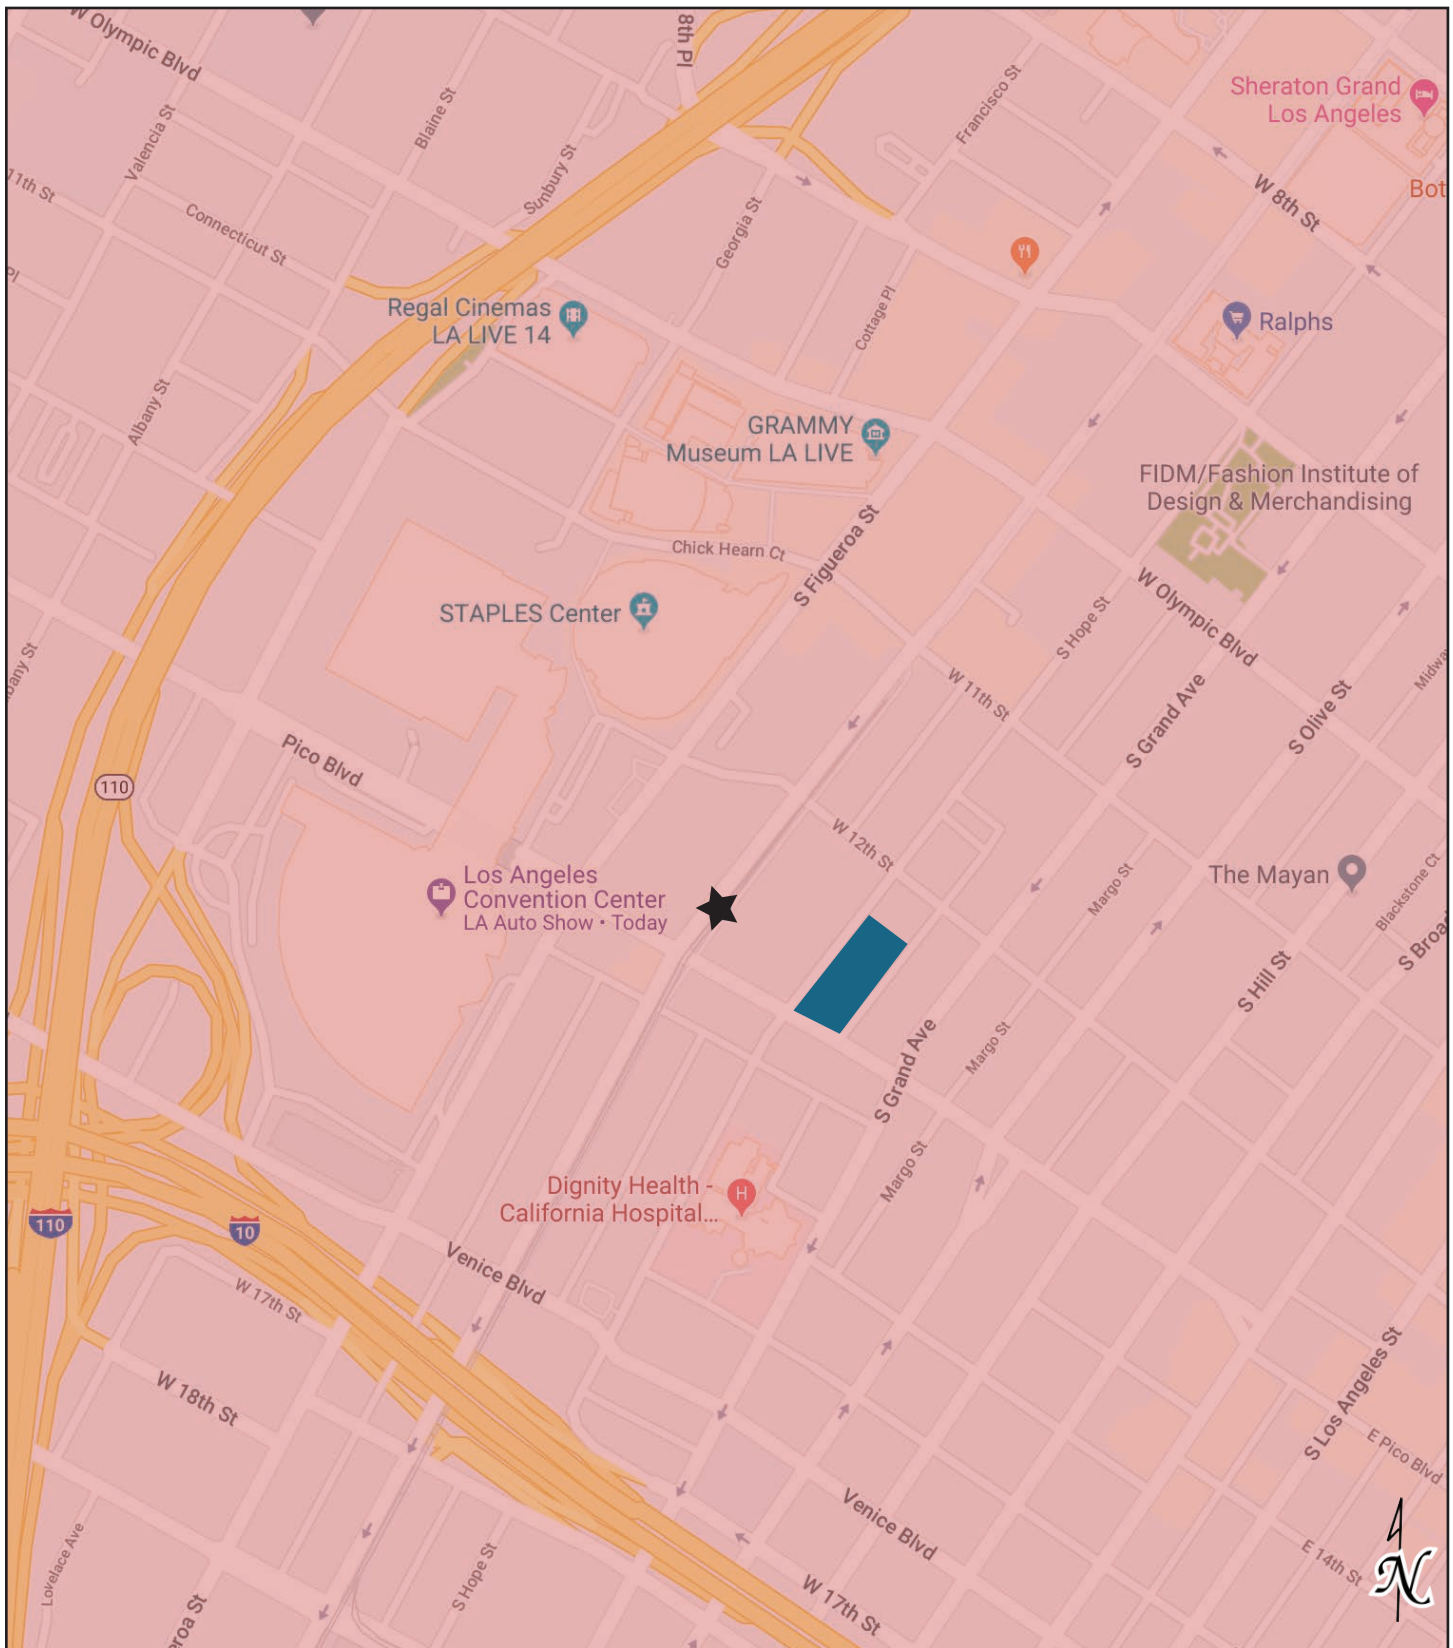 W Olympic Blvd
8th Pl
Francisco St
Sheraton Grand
Los Angeles
Valencia St
Blaine St
Sunbury St
11th St
Bot
W 8th St
Connecticut St
Georgia St
Pl
Regal Cinemas
LA LIVE 14
Cottage Pl
Ralphs
Albany St
GRAMMY
Museum LA LIVE
FIDM/Fashion Institute of
Design & Merchandising
Chick Hearn Ct
S Figueroa St
STAPLES Center
W Olympic Blvd
S Hope St
bany St
Midwa
W 11th St
S Grand Ave
S Olive St
Pico Blvd
110
W 12th St
Los Angeles
Convention Center
LA Auto Show • Today
The Mayan
Margo St
Blackstone Ct
S Broa
S Hill St
S Grand Ave
Margo St
Margo St
Dignity Health -
California Hospital...
H
110
10
Venice Blvd
W 17th St
W 18th St
S Los Angeles St
E Pico Blvd
Venice Blvd
E 14th St
Lovelace Ave
S Hope St
W 17th St
eroa St
N